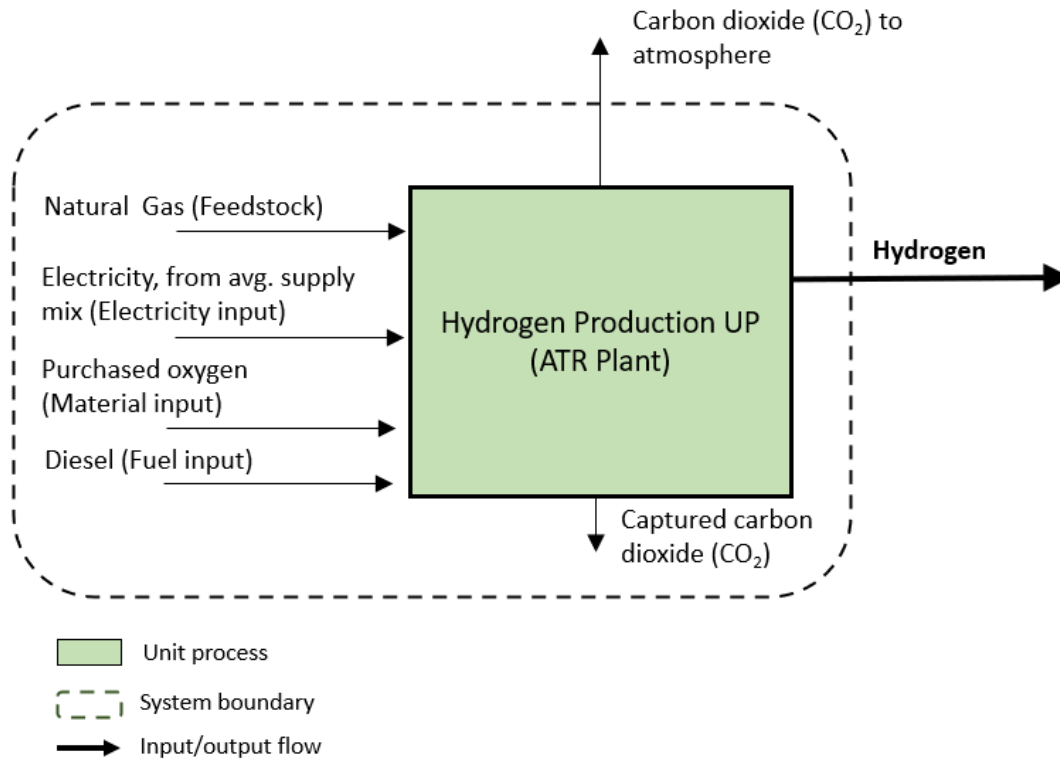 Carbon dioxide (CO₂) to
atmosphere
Natural Gas (Feedstock)
Hydrogen
Electricity, from avg. supply
mix (Electricity input)
Hydrogen Production UP
(ATR Plant)
Purchased oxygen
(Material input)
Diesel (Fuel input)
Captured carbon
dioxide (CO₂)
Unit process
System boundary
Input/output flow